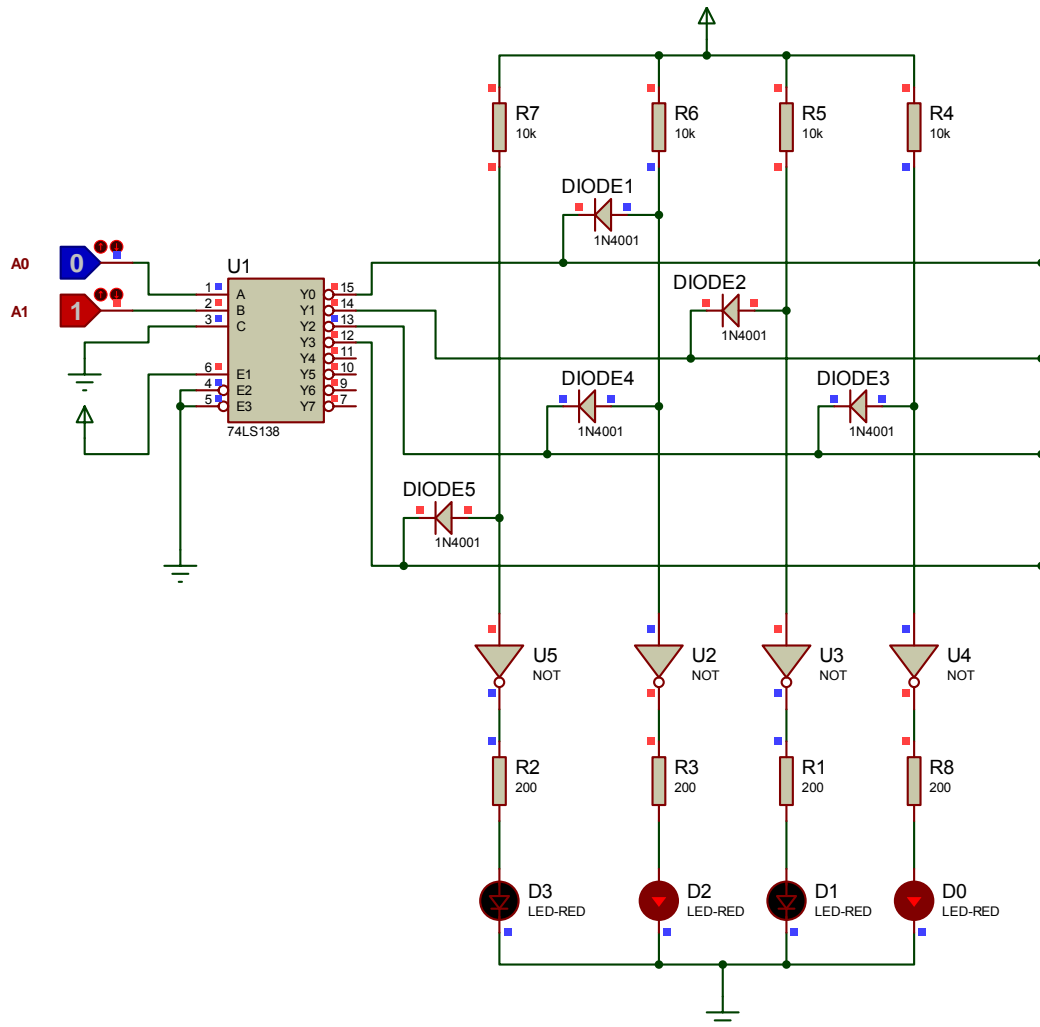 R7
10k
R6
10k
R5
10k
R4
10k
DIODE1
1N4001
A0
0
A1
1
U1
1
A
2
B
3
C
6
E1
4
E2
5
E3
Y0
15
Y1
14
Y2
13
Y3
12
Y4
11
Y5
10
Y6
9
Y7
7
74LS138
DIODE2
1N4001
DIODE4
1N4001
DIODE3
1N4001
DIODE5
1N4001
U5
NOT
U2
NOT
U3
NOT
U4
NOT
R2
200
R3
200
R1
200
R8
200
D3
LED-RED
D2
LED-RED
D1
LED-RED
D0
LED-RED